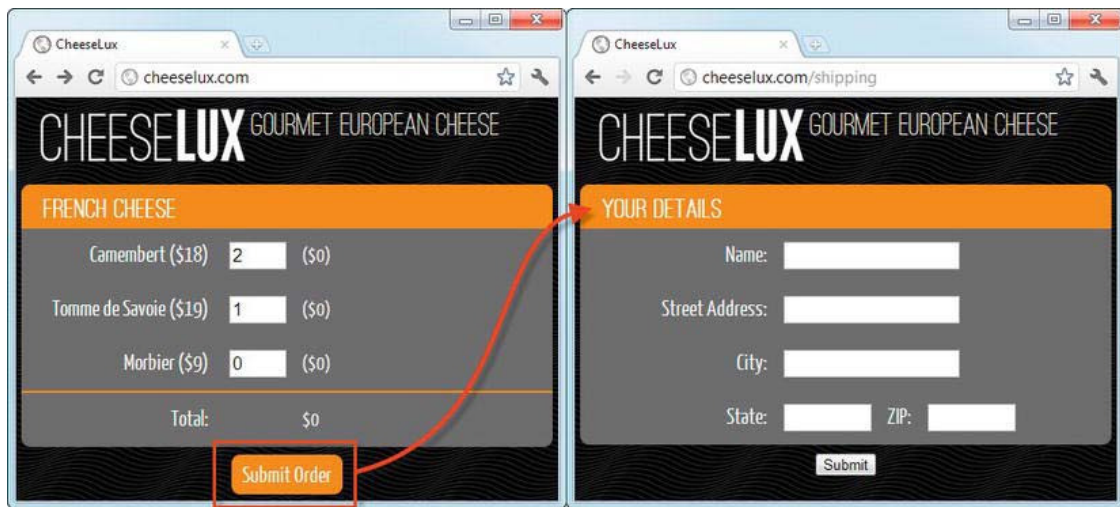 CheeseLux
cheeselux.com
CHEESELUX GOURMET EUROPEAN CHEESE
FRENCH CHEESE
Camembert ($18) 2 ($0)
Tomme de Savoie ($19) 1 ($0)
Morbier ($9) 0 ($0)
Total: $0
Submit Order
CheeseLux
cheeselux.com/shipping
CHEESELUX GOURMET EUROPEAN CHEESE
YOUR DETAILS
Name:
Street Address:
City:
State: ZIP:
Submit